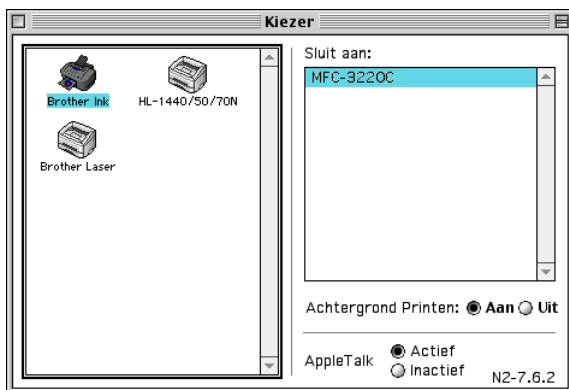 Kiezer
Brother Ink
HL-1440/50/70N
Brother Laser
Sluit aan:
MFC-3220C
Achtergrond Printen: Aan Uit
AppleTalk
Actief
Inactief
N2-7.6.2